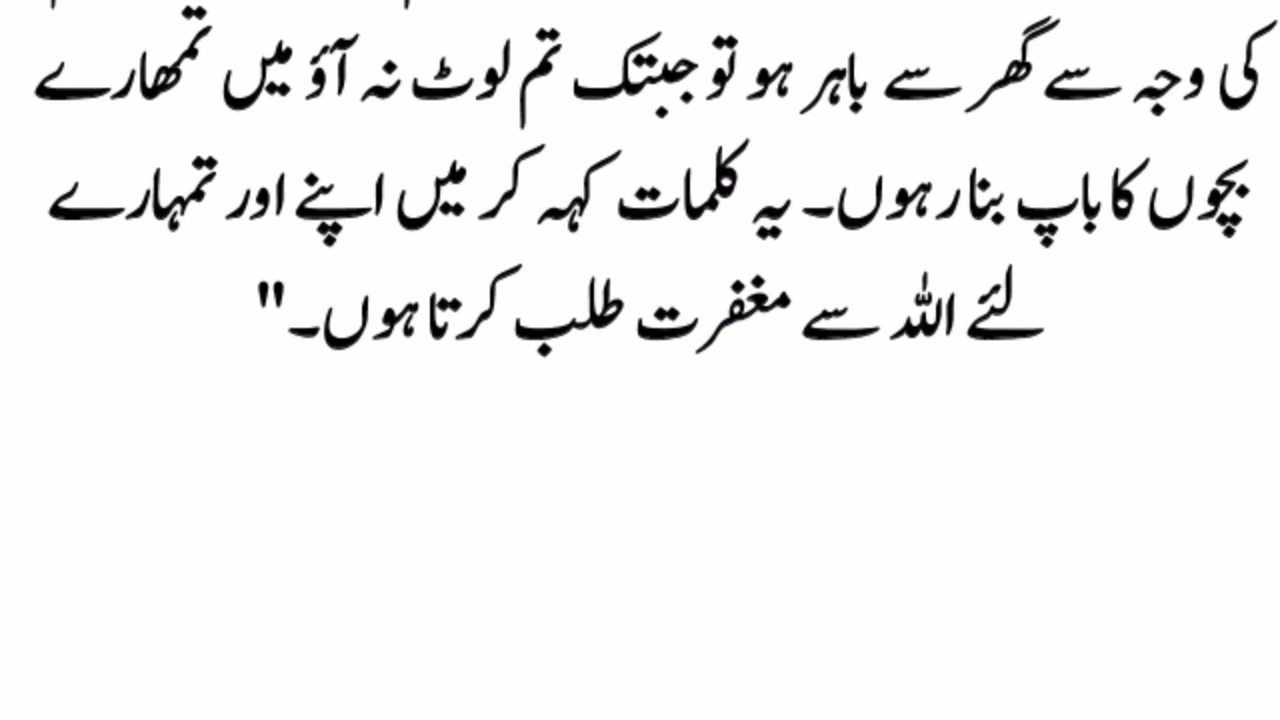 کی وجہ سے گھر سے باہر ہو تو جبتک تم لوٹ نہ آؤ میں تمھارے
بچوں کا باپ بنا رہوں۔ یہ کلمات کہہ کر میں اپنے اور تمہارے
لئے اللہ سے مغفرت طلب کرتا ہوں۔"